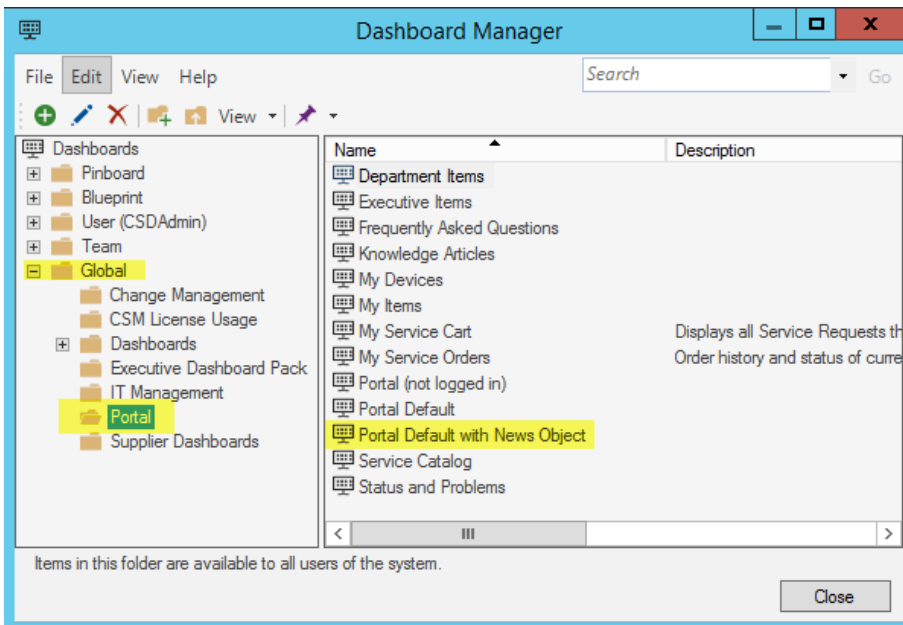 Dashboard Manager
File Edit View Help
Search
Go
View
Dashboards
Pinboard
Blueprint
User (CSDAdmin)
Team
Global
Change Management
CSM License Usage
Dashboards
Executive Dashboard Pack
IT Management
Portal
Supplier Dashboards
Name Description
Department Items
Executive Items
Frequently Asked Questions
Knowledge Articles
My Devices
My Items
My Service Cart Displays all Service Requests th
My Service Orders Order history and status of curre
Portal (not logged in)
Portal Default
Portal Default with News Object
Service Catalog
Status and Problems
Items in this folder are available to all users of the system.
Close